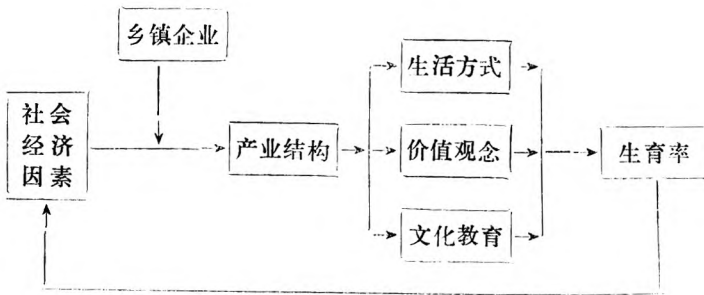 乡镇企业
社会
经济
因素
产业结构
生活方式
价值观念
文化教育
生育率